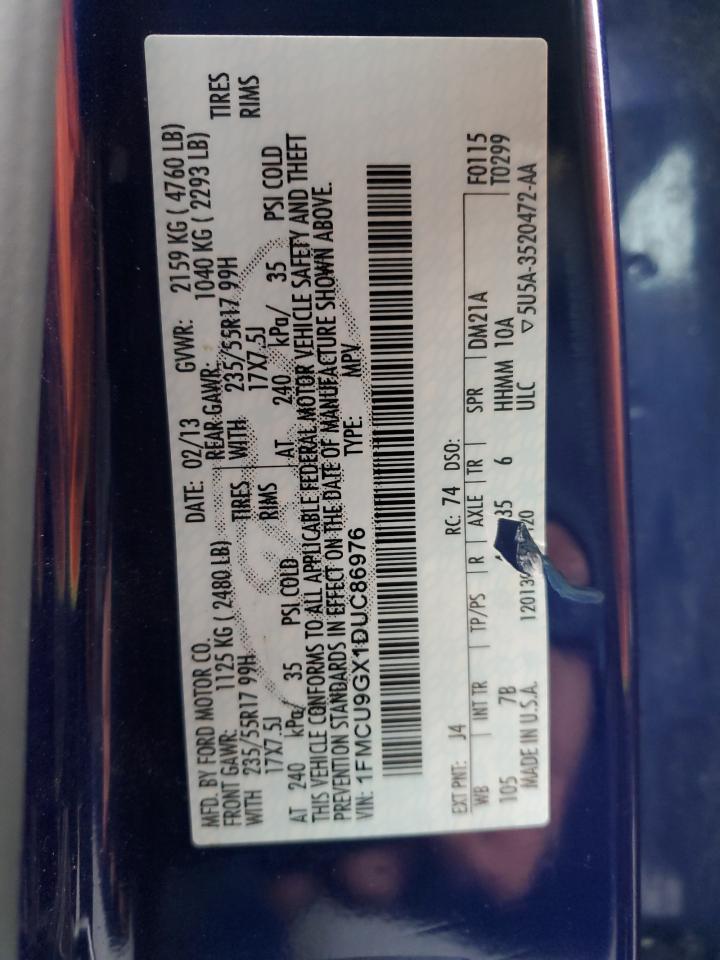 MFD. BY FORD MOTOR CO.
DATE: 02/13 GVWR: 2159 KG ( 4760 LB)
FRONT GAWR: 1125 KG ( 2480 LB) REAR GAWR: 1040 KG ( 2293 LB)
WITH 235/55R17 99H TIRES WITH 235/55R17 99H TIRES
17X7.5J RIMS 17X7.5J RIMS
AT 240 kPa/ 35 PSI COLD AT 240 kPa/ 35 PSI COLD
THIS VEHICLE CONFORMS TO ALL APPLICABLE FEDERAL MOTOR VEHICLE SAFETY AND THEFT
PREVENTION STANDARDS IN EFFECT ON THE DATE OF MANUFACTURE SHOWN ABOVE.
VIN: 1FMCU9GX1DUC86976 TYPE: MPV
EXT PNT: J4 RC: 74 DSO: F0115
WB INT TR TP/PS R AXLE TR SPR DM21A T0299
105 7B 35 6 HHMM 10A
MADE IN U.S.A. 20 ULC ▽5U5A-3520472-AA